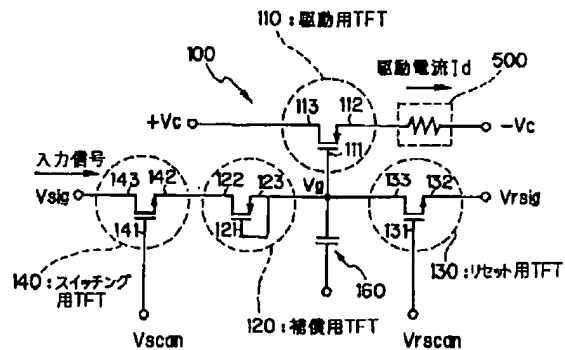 110:駆動用TFT
100
駆動電流Id
500
113
112
+Vc
-Vc
111
入力信号
Vsig
143
142
122
123
Vg
133
132
Vrsig
141
121
131
160
140:スイッチング
用TFT
130:リセット用TFT
120:補償用TFT
Vscan
Vrscan